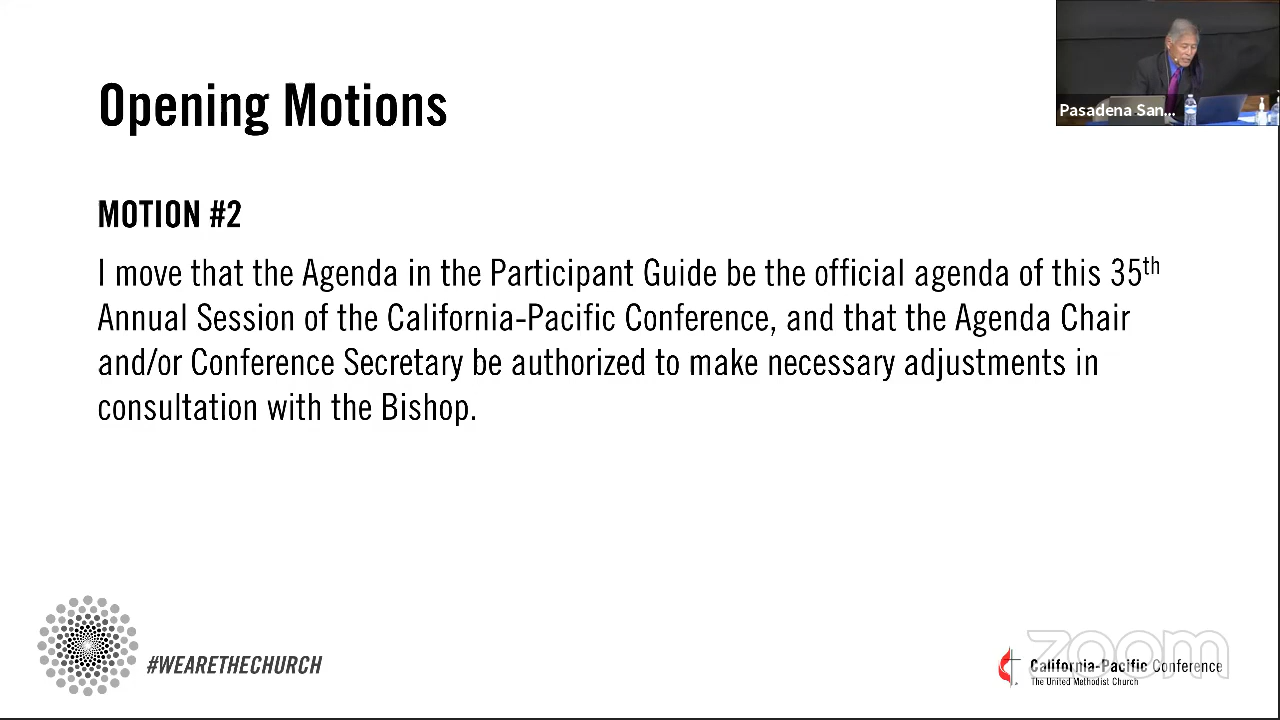 Opening Motions
Pasadena San...
MOTION #2
I move that the Agenda in the Participant Guide be the official agenda of this 35th
Annual Session of the California-Pacific Conference, and that the Agenda Chair
and/or Conference Secretary be authorized to make necessary adjustments in
consultation with the Bishop.
#WEARETHECHURCH
zoom
California-Pacific Conference
The United Methodist Church